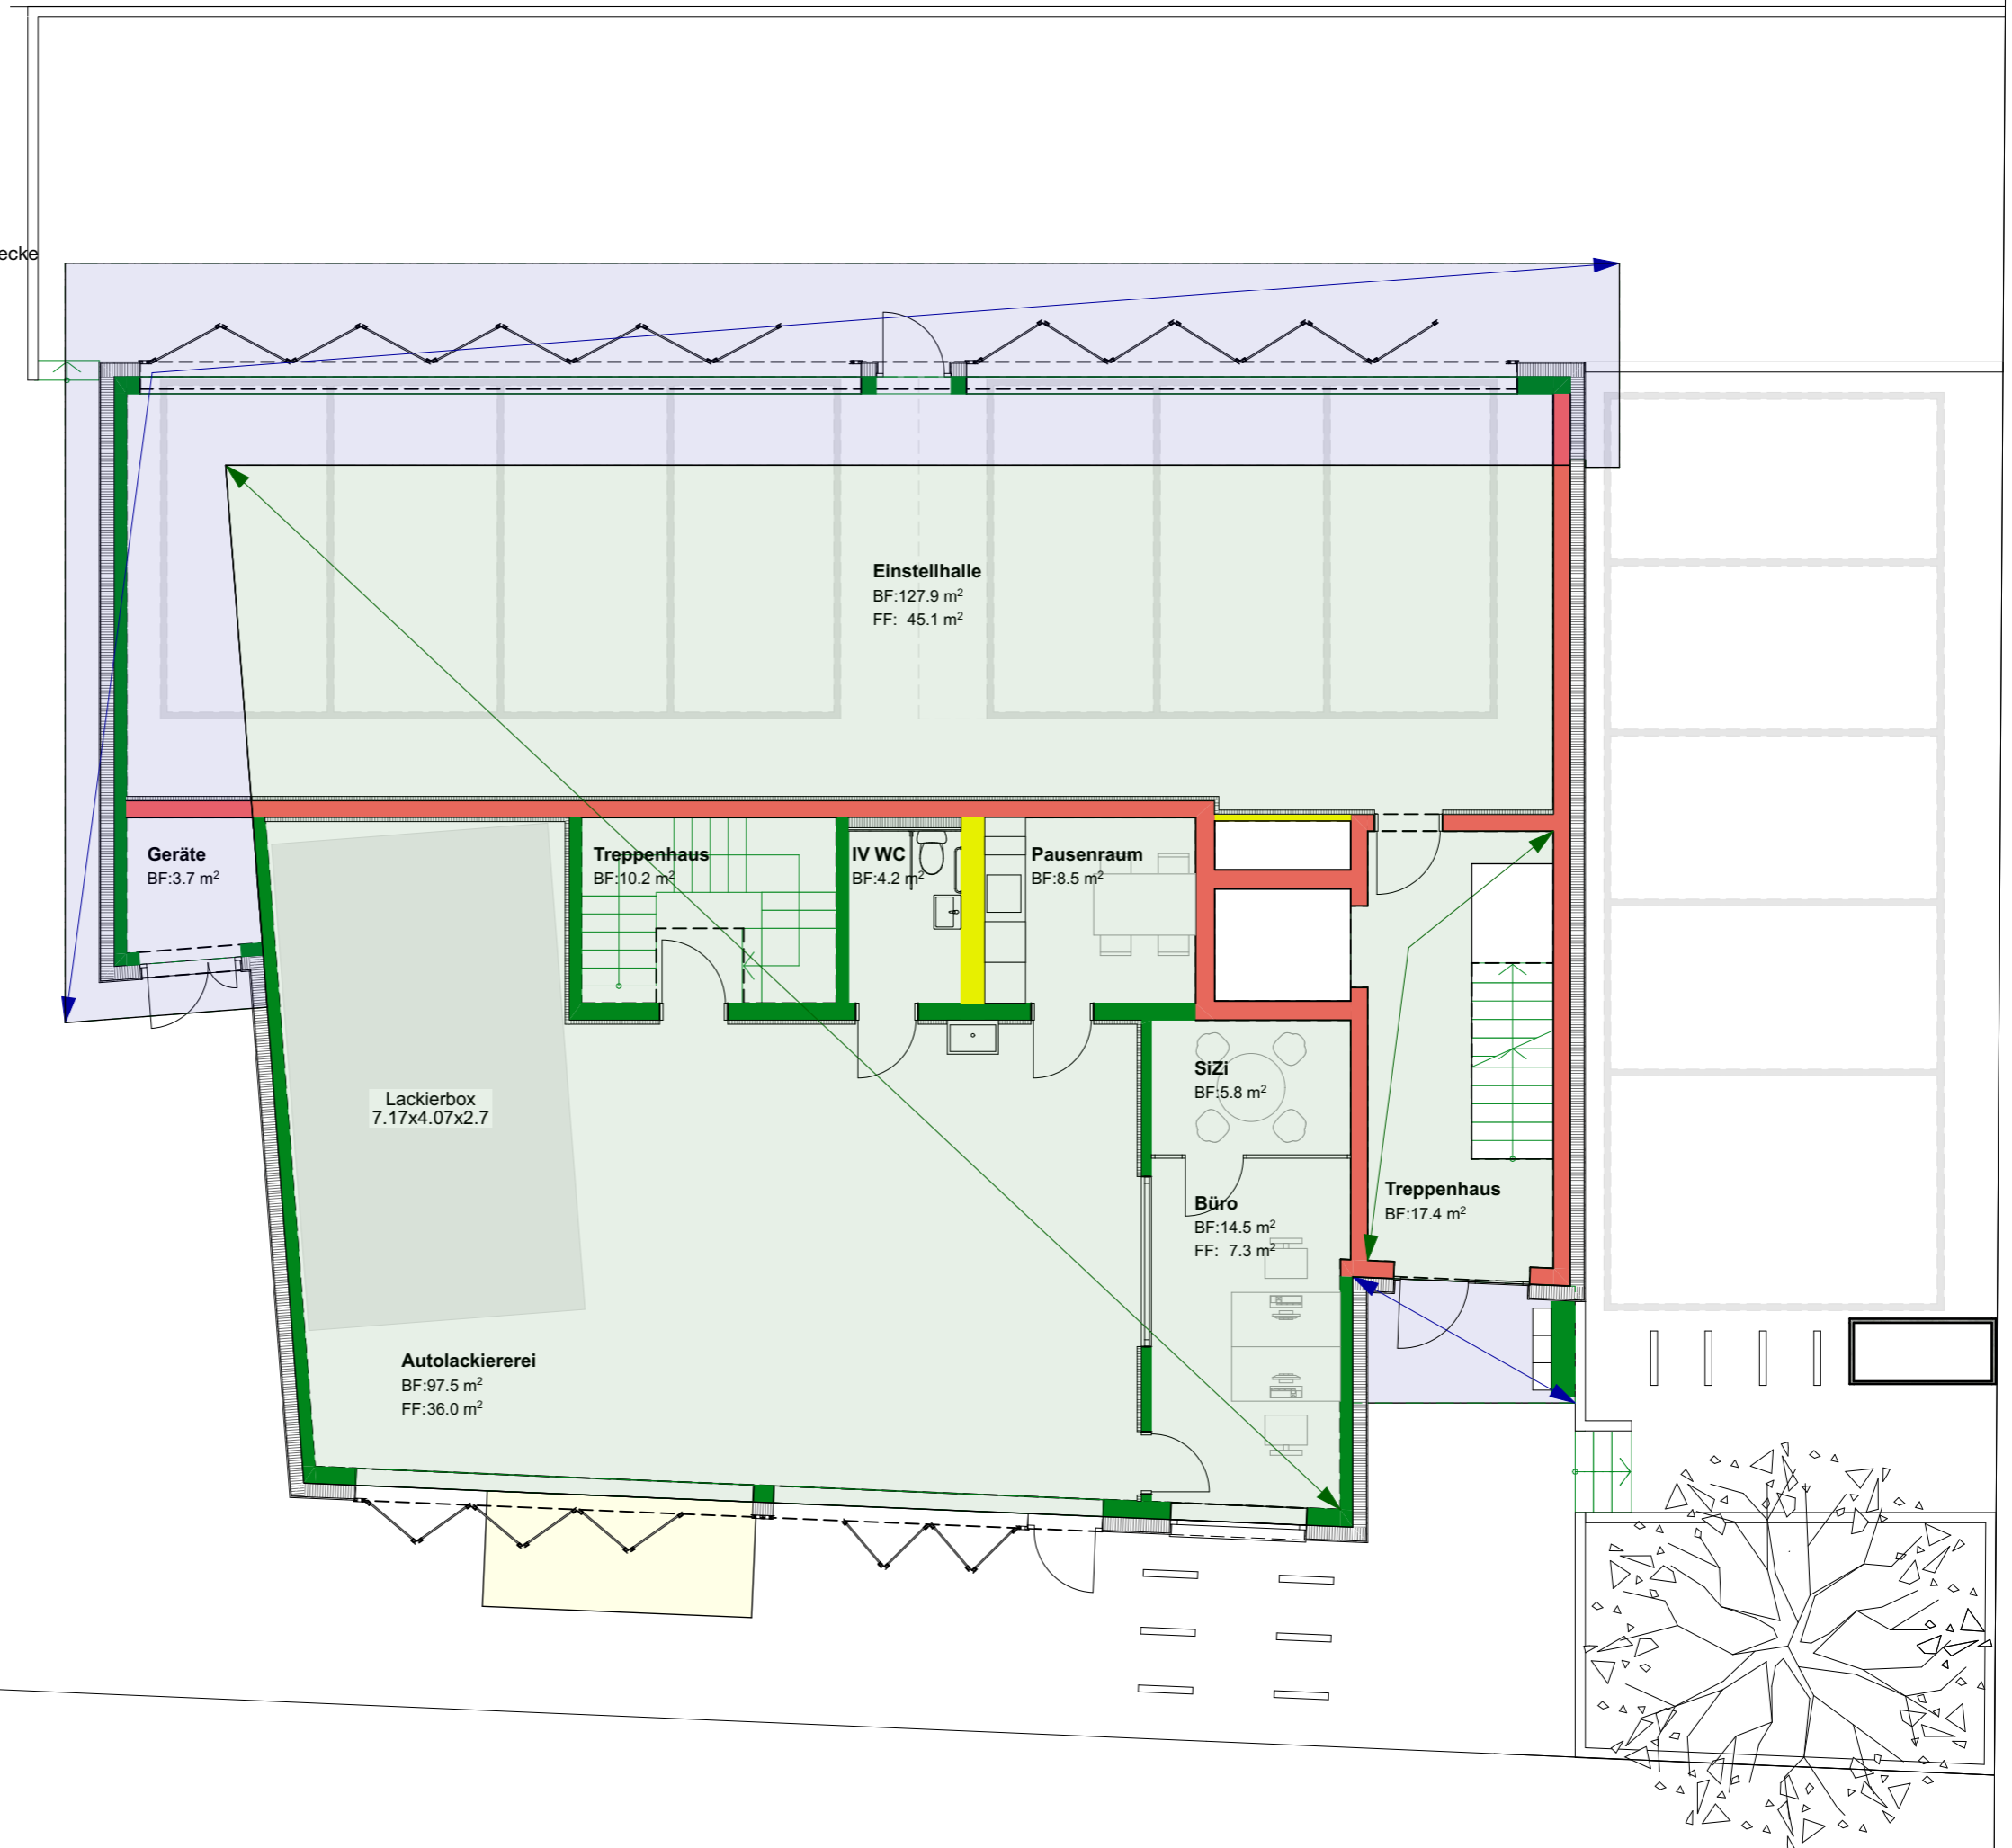 ecke
Einstellhalle
BF:127.9 m²
FF: 45.1 m²
Geräte
BF:3.7 m²
Treppenhaus
BF:10.2 m²
IV WC
BF:4.2 m²
Pausenraum
BF:8.5 m²
SiZi
BF:5.8 m²
Lackierbox
7.17x4.07x2.7
Büro
BF:14.5 m²
FF: 7.3 m²
Treppenhaus
BF:17.4 m²
Autolackiererei
BF:97.5 m²
FF:36.0 m²